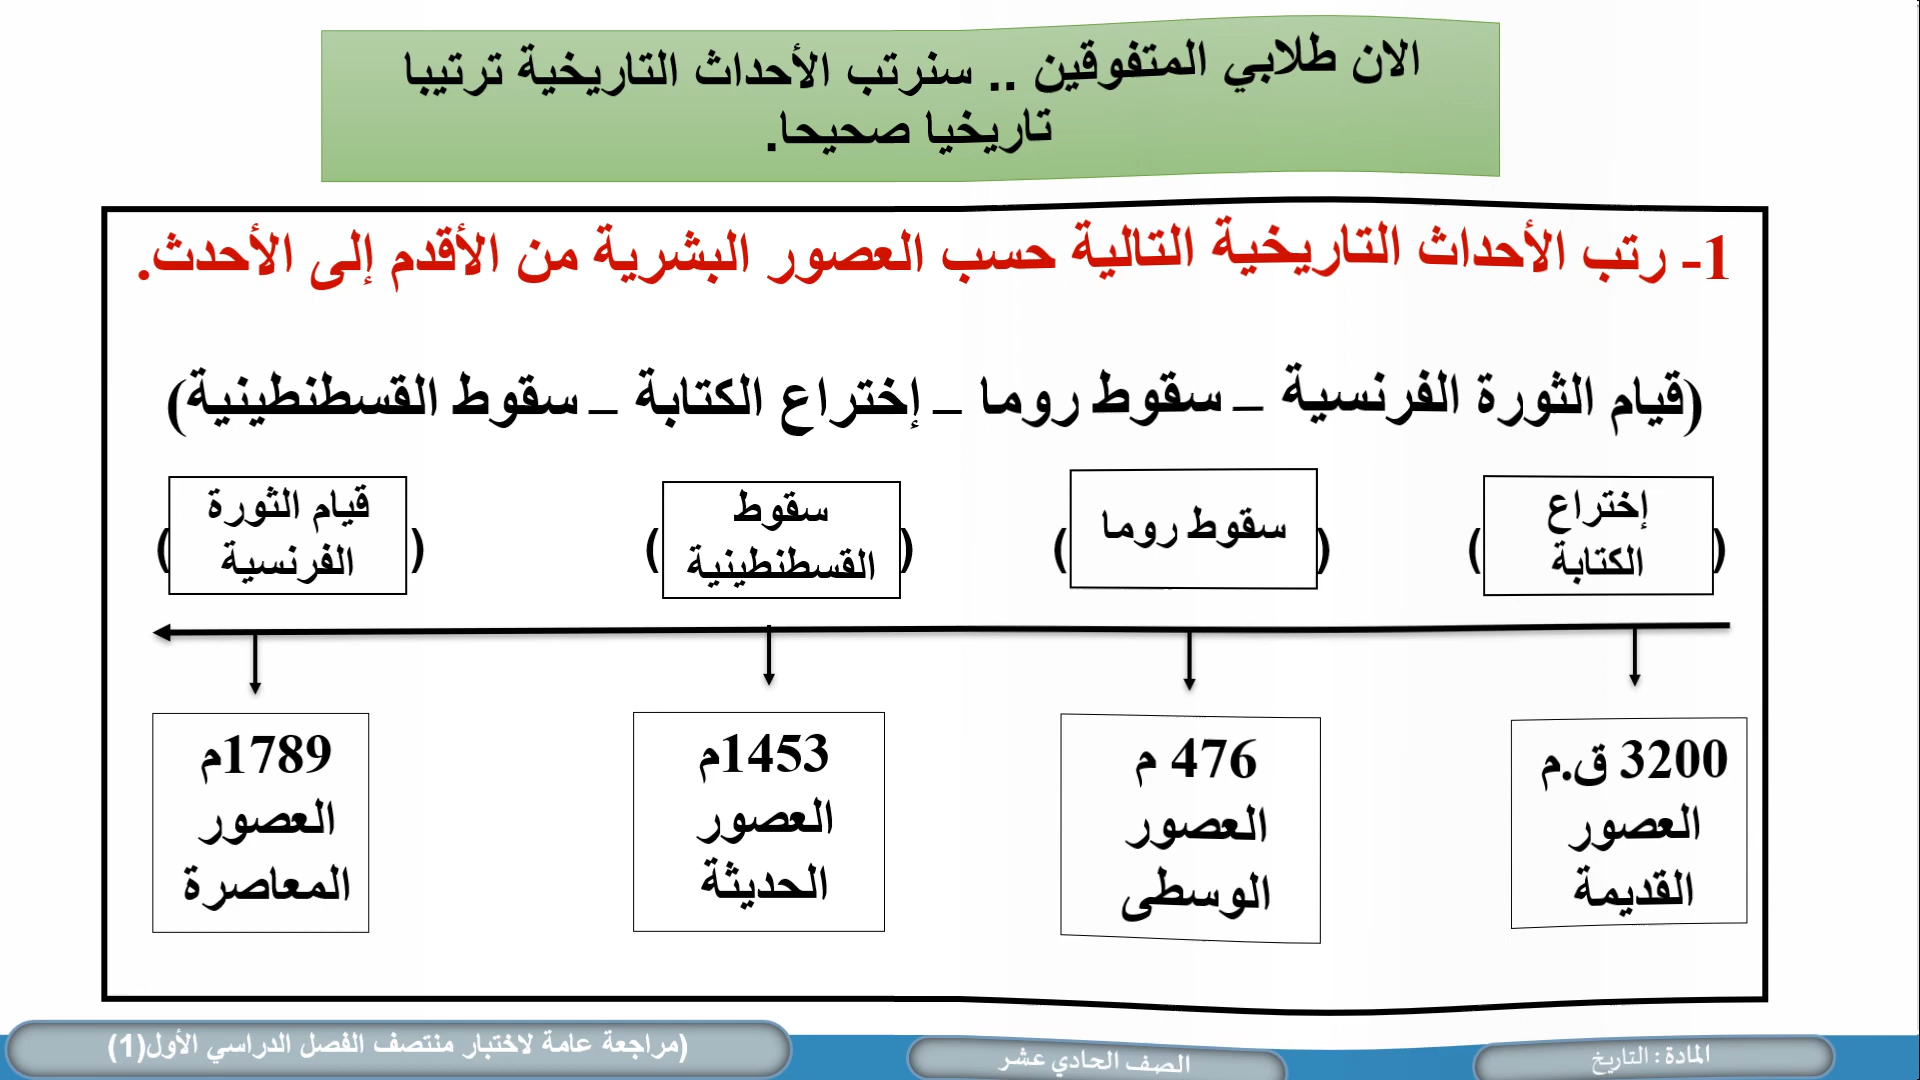 الان طلابي المتفوقين .. سنرتب الأحداث التاريخية ترتيبا
تاريخيا صحيحا.
1- رتب الأحداث التاريخية التالية حسب العصور البشرية من الأقدم إلى الأحدث.
(قيام الثورة الفرنسية – سقوط روما – إختراع الكتابة – سقوط القسطنطينية)
( إختراع
الكتابة )
( سقوط روما )
( سقوط
القسطنطينية )
( قيام الثورة
الفرنسية )
3200 ق.م
العصور
القديمة
476 م
العصور
الوسطى
1453م
العصور
الحديثة
1789م
العصور
المعاصرة
المادة : التاريخ
الصف الحادي عشر
(مراجعة عامة لاختبار منتصف الفصل الدراسي الأول(1)